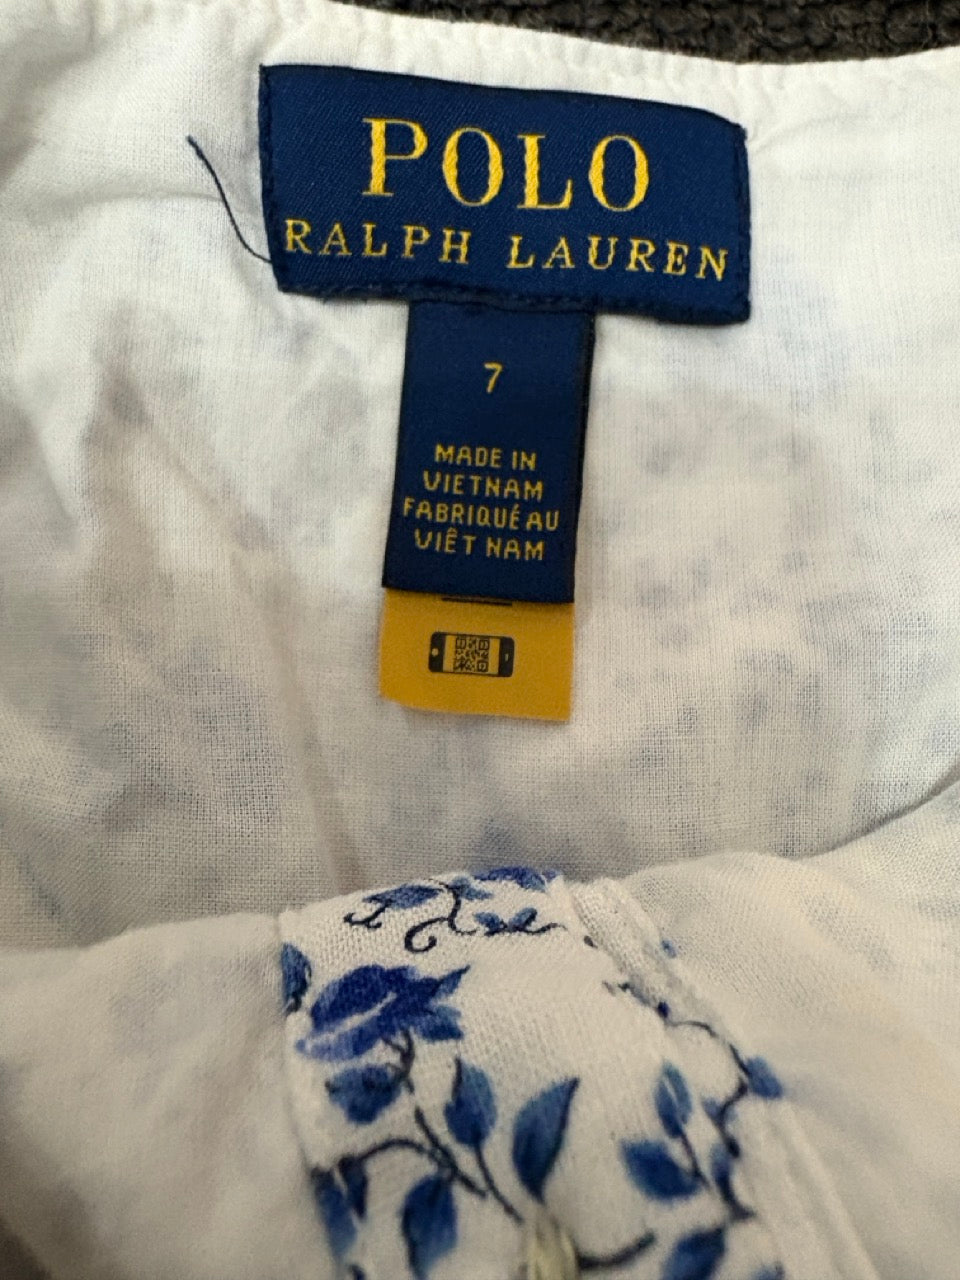 POLO
RALPH LAUREN
7
MADE IN
VIETNAM
FABRIQUÉ AU
VIÊT NAM